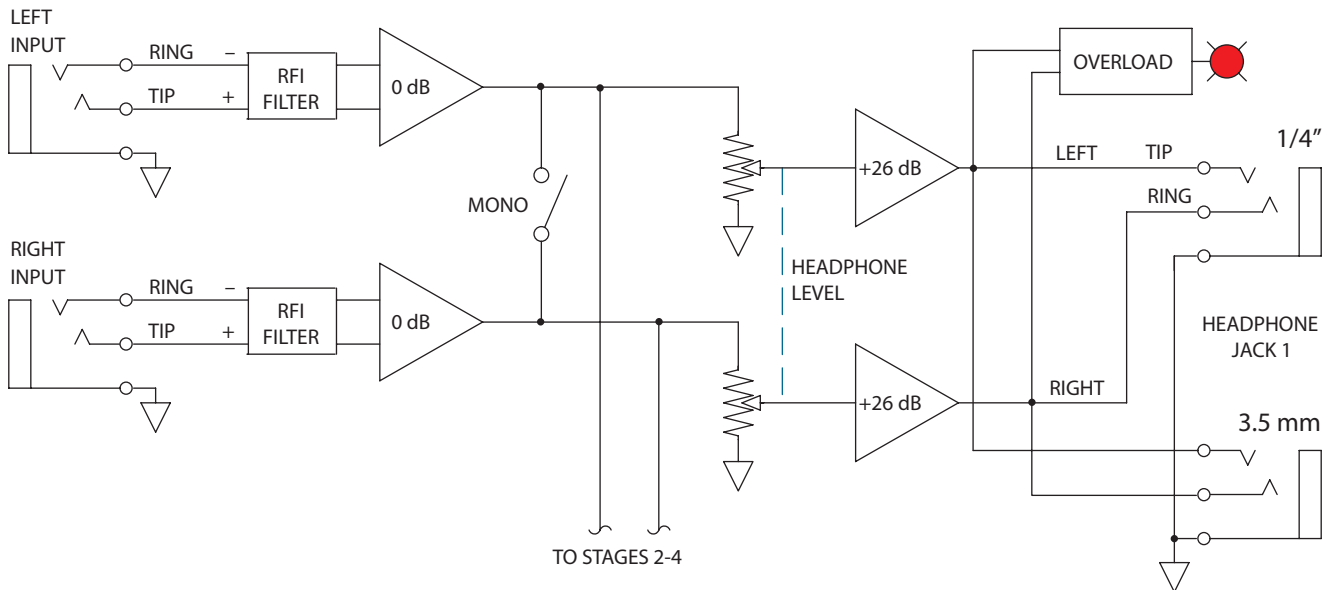 LEFT
INPUT
RING –
TIP +
RFI
FILTER
0 dB
MONO
RIGHT
INPUT
RING –
TIP +
RFI
FILTER
0 dB
TO STAGES 2-4
HEADPHONE
LEVEL
+26 dB
+26 dB
OVERLOAD
LEFT TIP
RING
1/4”
RIGHT
HEADPHONE
JACK 1
3.5 mm